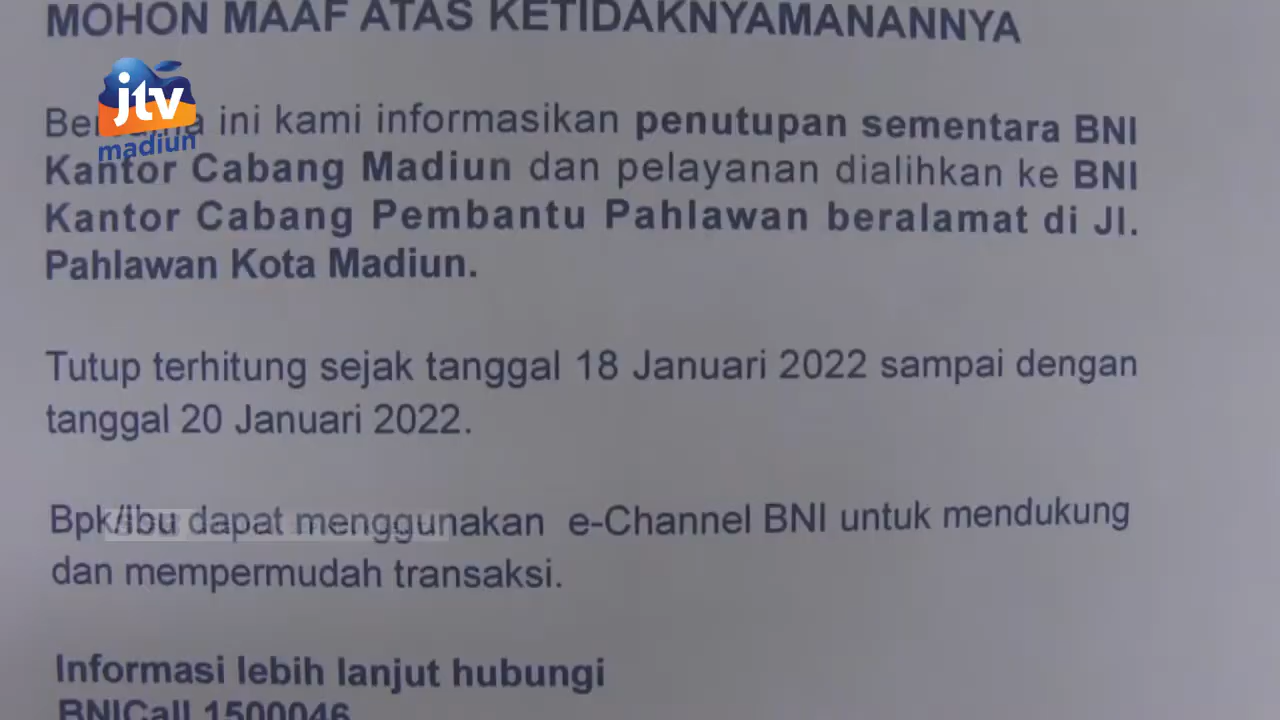 MOHON MAAF ATAS KETIDAKNYAMANANNYA
jtv
madiun
ini kami informasikan penutupan sementara BNI
Kantor Cabang Madiun dan pelayanan dialihkan ke BNI
Kantor Cabang Pembantu Pahlawan beralamat di Jl.
Pahlawan Kota Madiun.
Tutup terhitung sejak tanggal 18 Januari 2022 sampai dengan
tanggal 20 Januari 2022.
Bpk/Ibu dapat menggunakan e-Channel BNI untuk mendukung
dan mempermudah transaksi.
Informasi lebih lanjut hubungi
BNICall 1500046